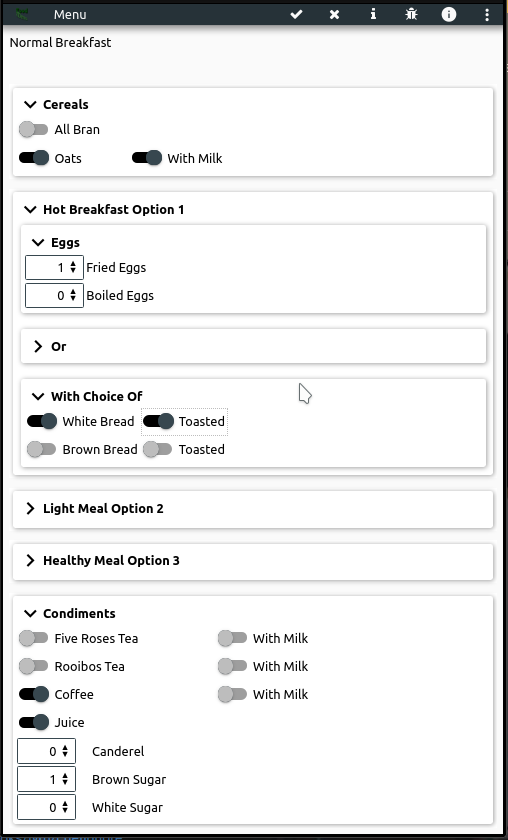 Menu
Normal Breakfast
Cereals
All Bran
Oats With Milk
Hot Breakfast Option 1
Eggs
1 Fried Eggs
0 Boiled Eggs
Or
With Choice Of
White Bread Toasted
Brown Bread Toasted
Light Meal Option 2
Healthy Meal Option 3
Condiments
Five Roses Tea With Milk
Rooibos Tea With Milk
Coffee With Milk
Juice
0 Canderel
1 Brown Sugar
0 White Sugar